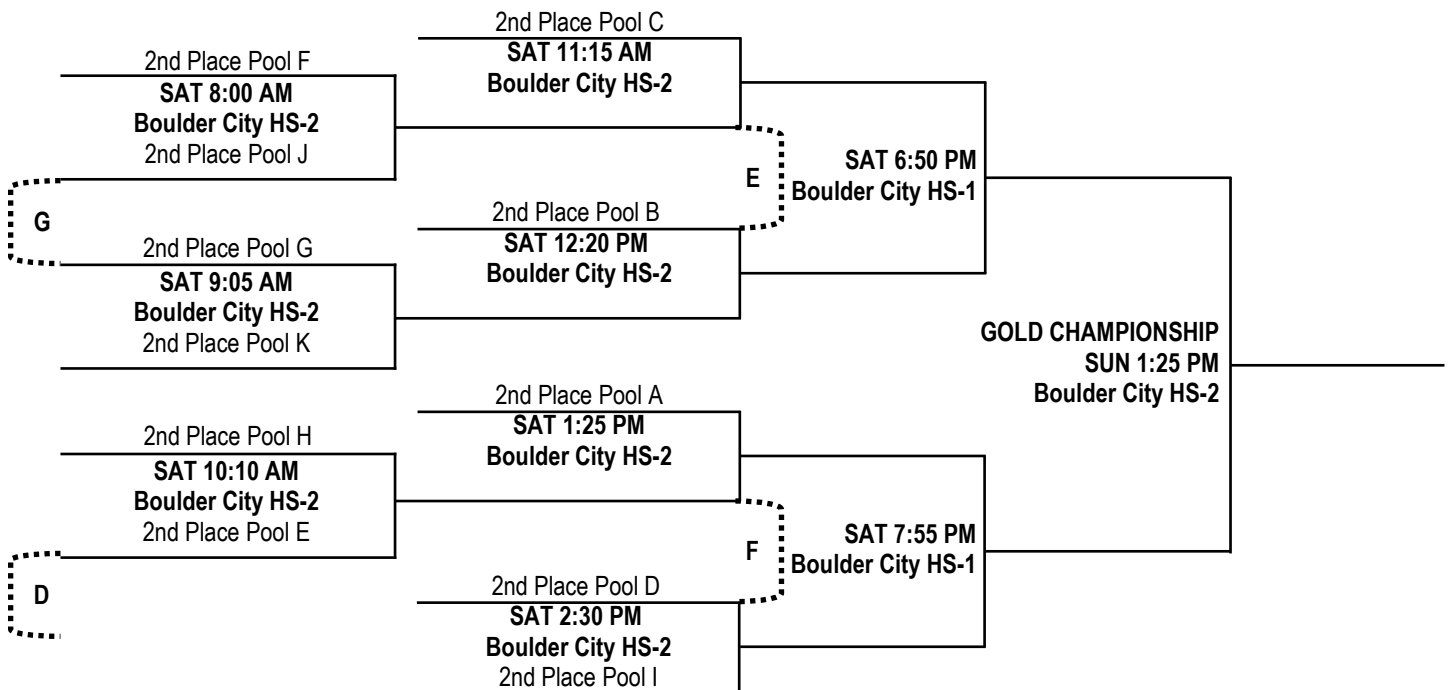 2nd Place Pool C
SAT 11:15 AM
Boulder City HS-2
2nd Place Pool F
SAT 8:00 AM
Boulder City HS-2
2nd Place Pool J
E
SAT 6:50 PM
Boulder City HS-1
G
2nd Place Pool B
SAT 12:20 PM
Boulder City HS-2
2nd Place Pool G
SAT 9:05 AM
Boulder City HS-2
2nd Place Pool K
GOLD CHAMPIONSHIP
SUN 1:25 PM
Boulder City HS-2
2nd Place Pool A
SAT 1:25 PM
Boulder City HS-2
2nd Place Pool H
SAT 10:10 AM
Boulder City HS-2
2nd Place Pool E
F
SAT 7:55 PM
Boulder City HS-1
D
2nd Place Pool D
SAT 2:30 PM
Boulder City HS-2
2nd Place Pool I